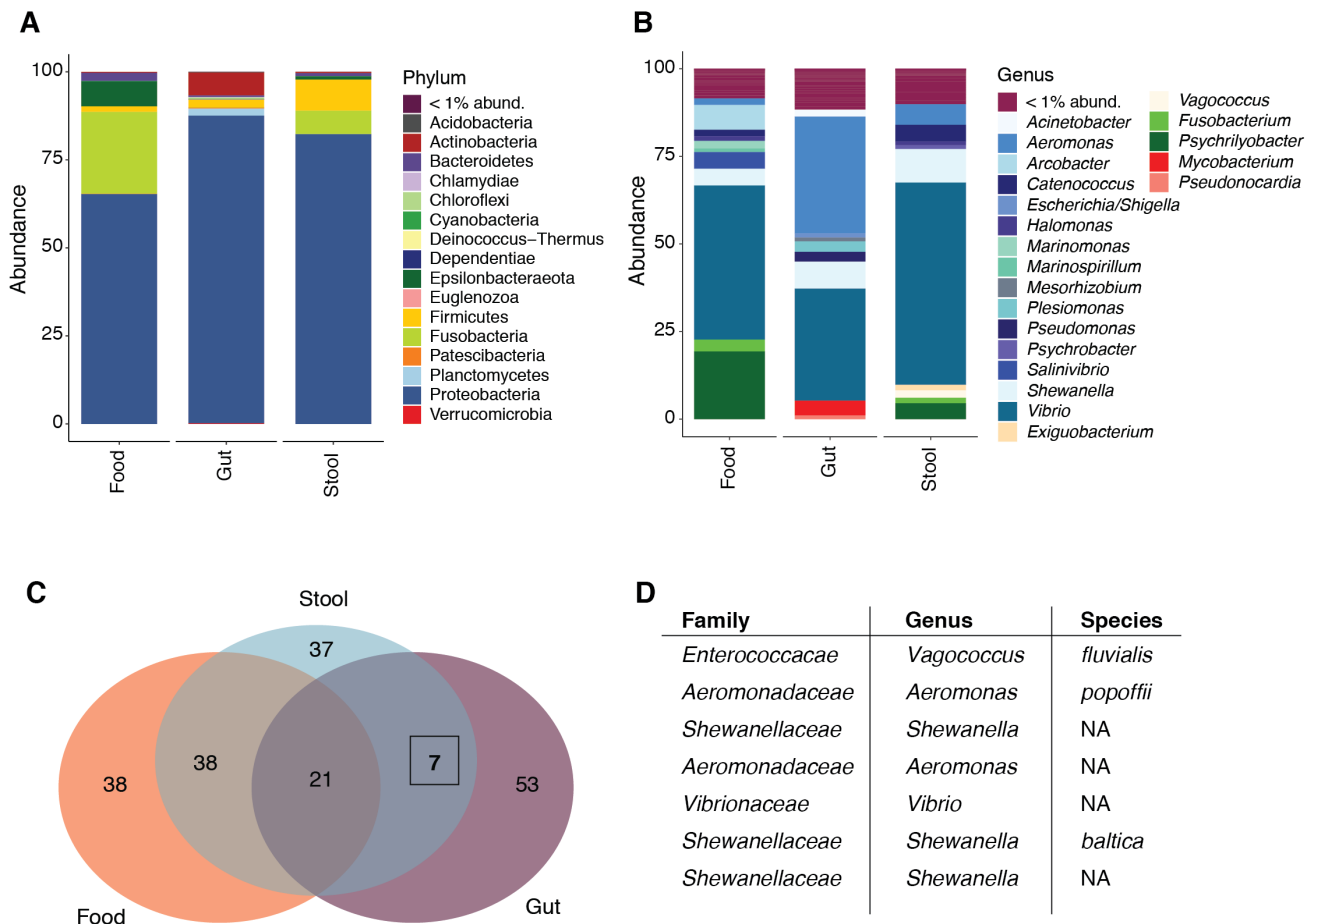 A
Abundance
100
75
50
25
0
Food
Gut
Stool
Phylum
< 1% abund.
Acidobacteria
Actinobacteria
Bacteroidetes
Chlamydiae
Chloroflexi
Cyanobacteria
Deinococcus–Thermus
Dependentiae
Epsilonbacteraeota
Euglenozoa
Firmicutes
Fusobacteria
Patescibacteria
Planctomycetes
Proteobacteria
Verrucomicrobia
B
Abundance
100
75
50
25
0
Food
Gut
Stool
Genus
< 1% abund.
Acinetobacter
Aeromonas
Arcobacter
Catenococcus
Escherichia/Shigella
Halomonas
Marinomonas
Marinospirillum
Mesorhizobium
Plesiomonas
Pseudomonas
Psychrobacter
Salinivibrio
Shewanella
Vibrio
Exiguobacterium
Vagococcus
Fusobacterium
Psychrilyobacter
Mycobacterium
Pseudonocardia
C
Stool
37
38
38
21
7
53
Food
Gut
D
Family Genus Species
Enterococcacae Vagococcus fluvialis
Aeromonadaceae Aeromonas popoffii
Shewanellaceae Shewanella NA
Aeromonadaceae Aeromonas NA
Vibrionaceae Vibrio NA
Shewanellaceae Shewanella baltica
Shewanellaceae Shewanella NA